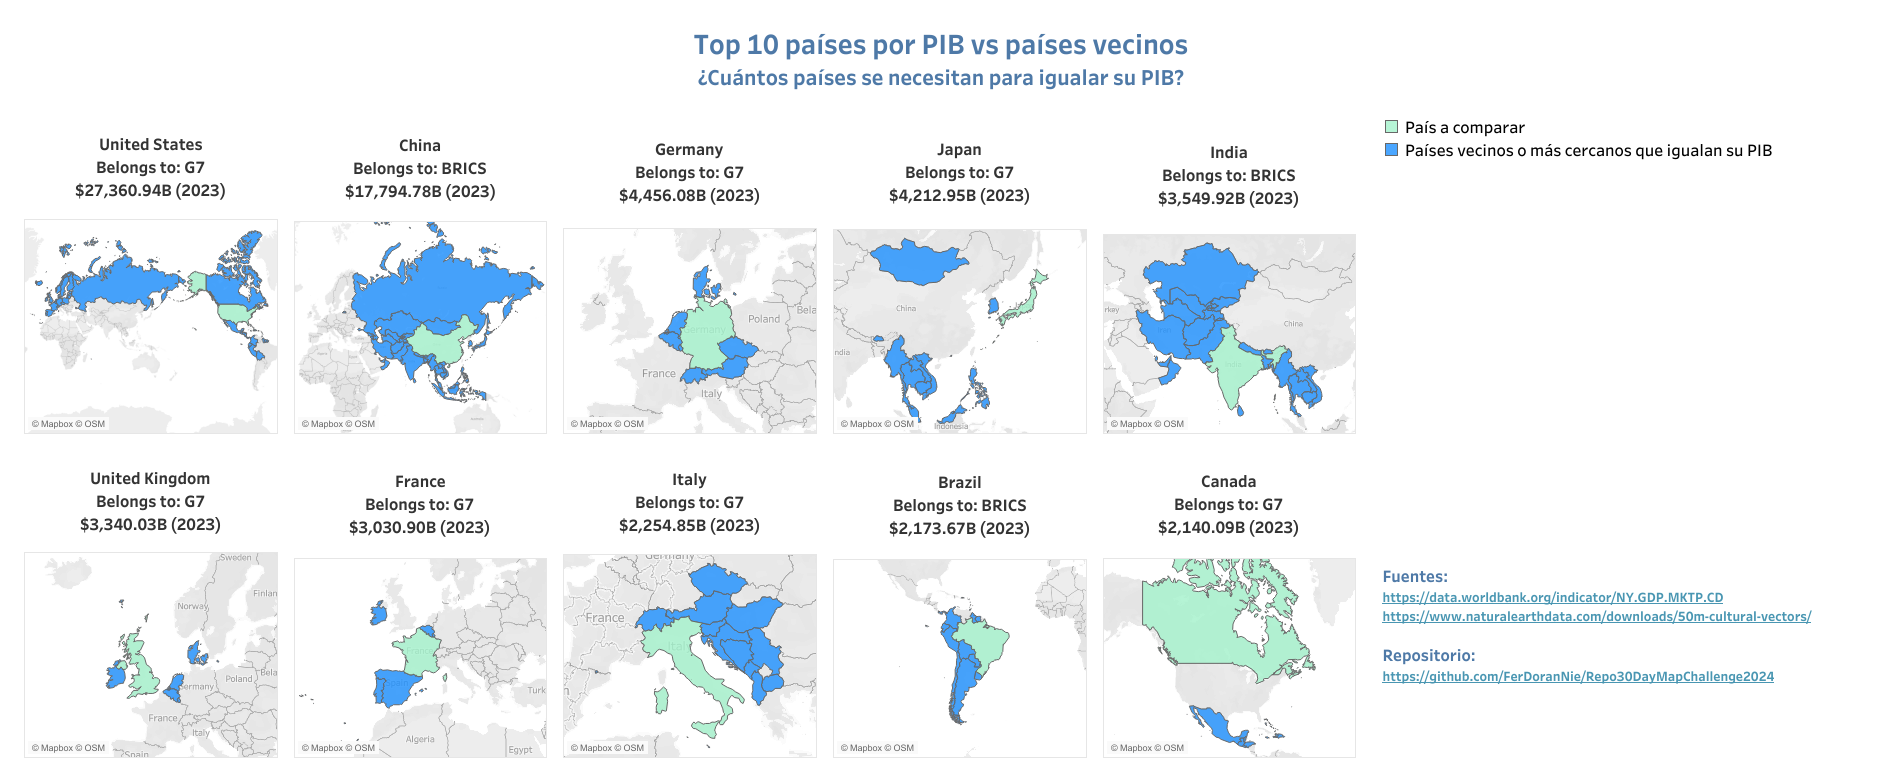 Top 10 países por PIB vs países vecinos
¿Cuántos países se necesitan para igualar su PIB?
País a comparar
Países vecinos o más cercanos que igualan su PIB
United States
Belongs to: G7
$27,360.94B (2023)
© Mapbox © OSM
China
Belongs to: BRICS
$17,794.78B (2023)
© Mapbox © OSM
Germany
Belongs to: G7
$4,456.08B (2023)
Germany
Poland
Bela
France
Italy
© Mapbox © OSM
Japan
Belongs to: G7
$4,212.95B (2023)
China
ndia
Indonesia
© Mapbox © OSM
India
Belongs to: BRICS
$3,549.92B (2023)
rkey
Iran
China
India
© Mapbox © OSM
United Kingdom
Belongs to: G7
$3,340.03B (2023)
Sweden
Norway
Finlan
Poland
Germany
France
Italy
Spain
© Mapbox © OSM
France
Belongs to: G7
$3,030.90B (2023)
France
Turk
Algeria
Egypt
© Mapbox © OSM
Italy
Belongs to: G7
$2,254.85B (2023)
Germany
France
Ital
© Mapbox © OSM
Brazil
Belongs to: BRICS
$2,173.67B (2023)
© Mapbox © OSM
Canada
Belongs to: G7
$2,140.09B (2023)
© Mapbox © OSM
Fuentes:
https://data.worldbank.org/indicator/NY.GDP.MKTP.CD
https://www.naturalearthdata.com/downloads/50m-cultural-vectors/
Repositorio:
https://github.com/FerDoranNie/Repo30DayMapChallenge2024